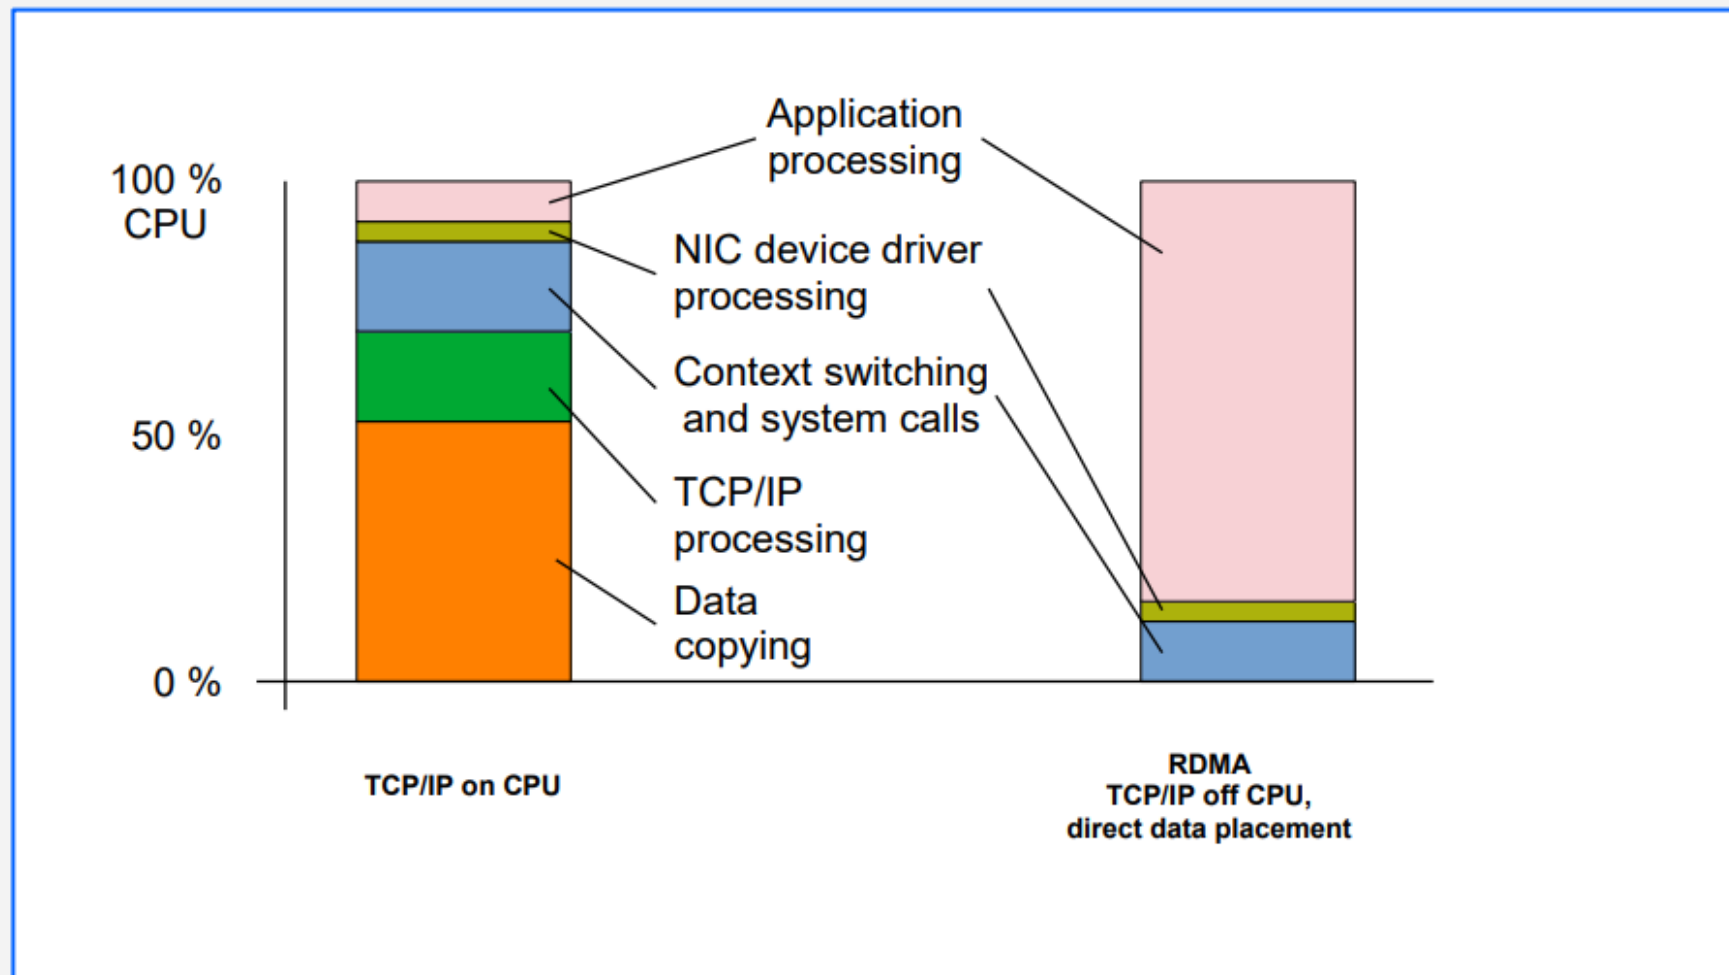 Application
processing
100 %
CPU
NIC device driver
processing
Context switching
and system calls
50 %
TCP/IP
processing
Data
copying
0 %
TCP/IP on CPU
RDMA
TCP/IP off CPU,
direct data placement